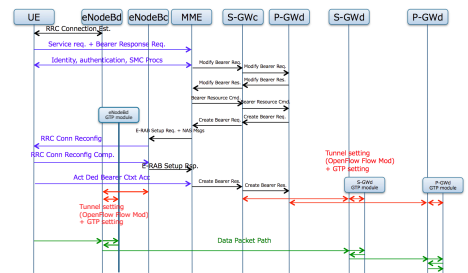 UE eNodeBd eNodeBc MME S-GWc P-GWc S-GWd P-GWd
RRC Connection Est.
Service req. + Bearer Response Req.
Identity, authentication, SMC Procs
Modify Bearer Req.
Modify Bearer Req.
Modify Bearer Res.
Modify Bearer Res.
Bearer Resource Cmd.
Bearer Resource Cmd.
eNodeBd
GTP module
Create Bearer Req.
Create Bearer Req.
E-RAB Setup Req. + NAS Msgs
RRC Conn Reconfig
RRC Conn Reconfig Comp.
E-RAB Setup Rsp.
Act Ded Bearer Ctxt Acc
Create Bearer Req.
Create Bearer Req.
Tunnel setting
(OpenFlow Flow Mod)
+ GTP setting
S-GWd
GTP module
P-GWd
GTP module
Tunnel setting
(OpenFlow Flow Mod)
+ GTP setting
Data Packet Path